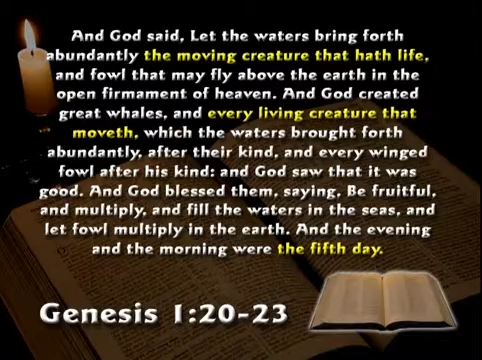 And God said, Let the waters bring forth
abundantly the moving creature that hath life,
and fowl that may fly above the earth in the
open firmament of heaven. And God created
great whales, and every living creature that
moveth, which the waters brought forth
abundantly, after their kind, and every winged
fowl after his kind: and God saw that it was
good. And God blessed them, saying, Be fruitful,
and multiply, and fill the waters in the seas, and
let fowl multiply in the earth. And the evening
and the morning were the fifth day.
Genesis 1:20-23